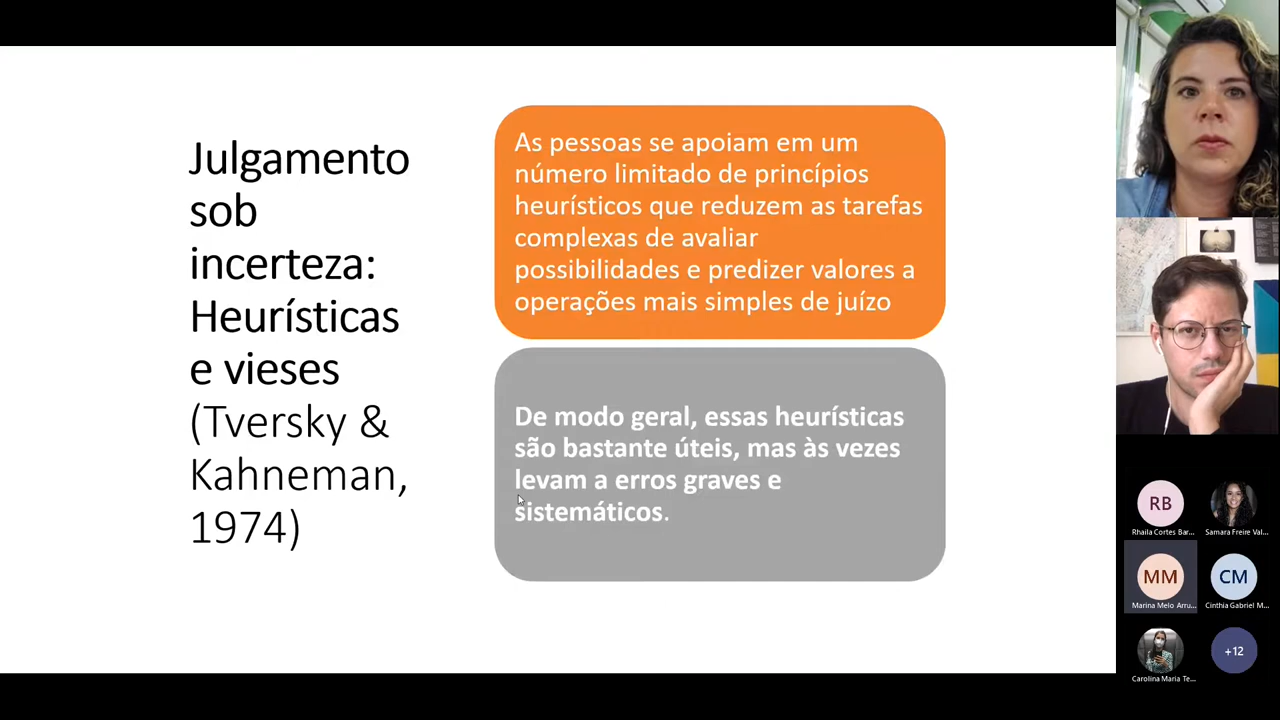 Julgamento
sob
incerteza:
Heurísticas
e vieses
(Tversky &
Kahneman,
1974)
As pessoas se apoiam em um
número limitado de princípios
heurísticos que reduzem as tarefas
complexas de avaliar
possibilidades e predizer valores a
operações mais simples de juízo
De modo geral, essas heurísticas
são bastante úteis, mas às vezes
levam a erros graves e
sistemáticos.
RB
Rhaila Cortes Bar...
Samara Freire Val...
MM
Marina Melo Arru...
CM
Cinthia Gabriel M...
Carolina Maria Te...
+12